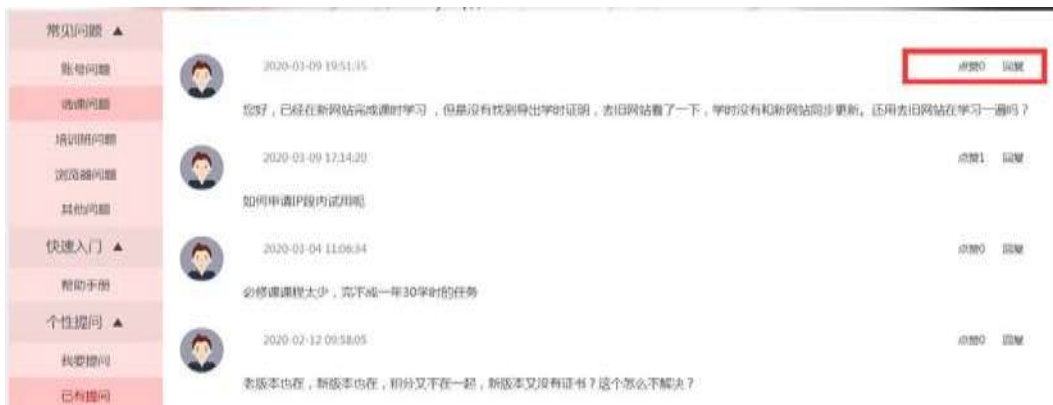 常见问题 ▲
账号问题
选课问题
培训班问题
浏览器问题
其他问题
快速入门 ▲
帮助手册
个性提问 ▲
我要提问
已有提问
2020-03-09 19:51:35
点赞0 回复
您好，已经在新网站完成课时学习，但是没有找到导出学时证明，去旧网站看了一下，学时没有和新网站同步更新。还用去旧网站在学习一遍吗？
2020-03-09 17:14:20
点赞1 回复
如何申请IP段内试用呢
2020-03-04 11:06:34
点赞0 回复
必修课课程太少，完不成一年30学时的任务
2020-02-12 09:58:05
点赞0 回复
老版本也在，新版本也在，积分又不在一起，新版本又没有证书？这个怎么不解决？